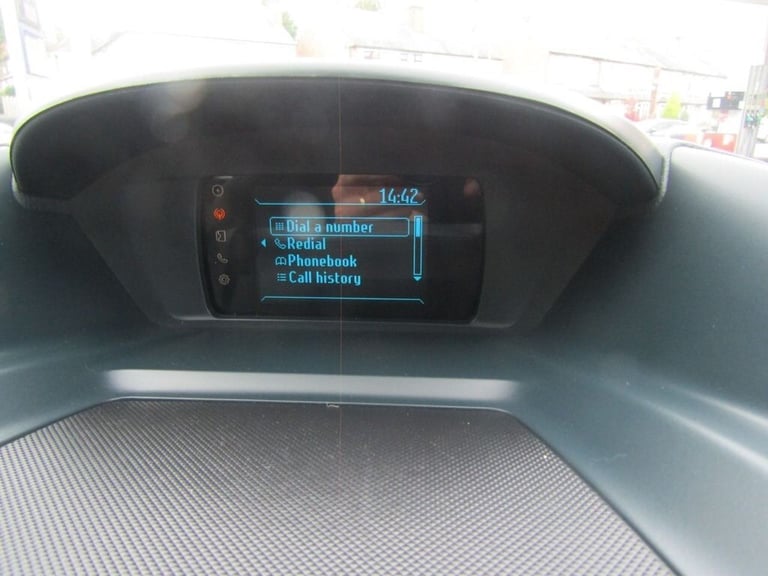 14:42
Dial a number
Redial
Phonebook
Call history